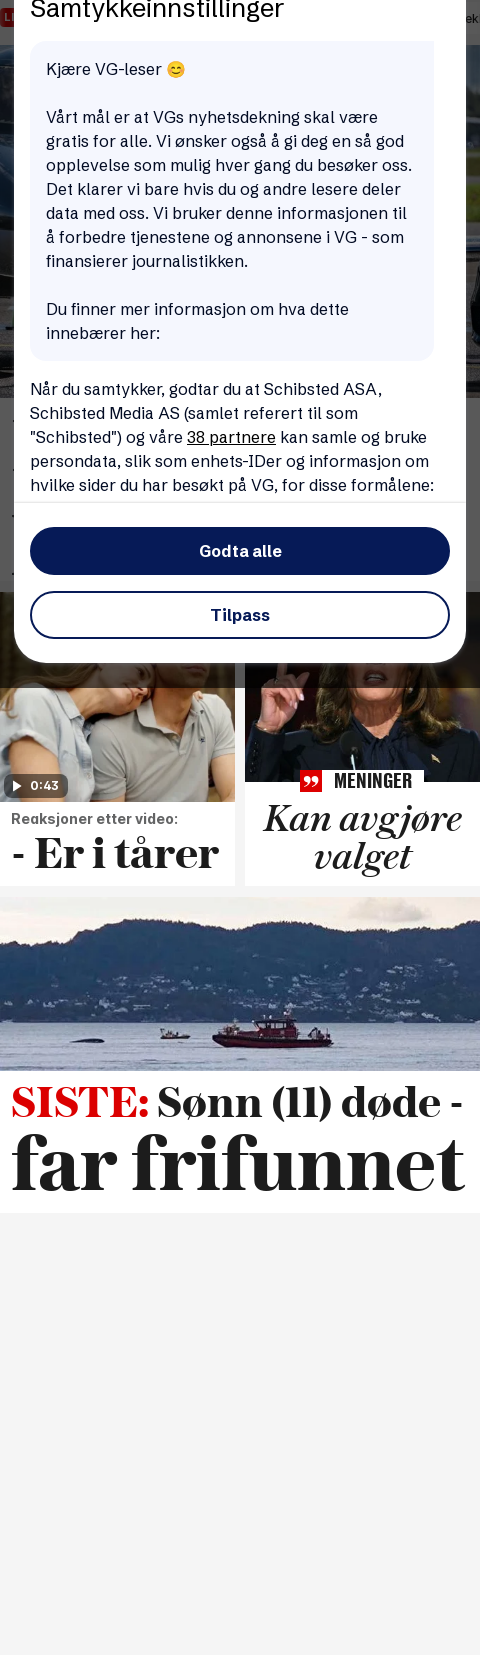 Samtykkeinnstillinger
Kjære VG-leser 😊
Vårt mål er at VGs nyhetsdekning skal være
gratis for alle. Vi ønsker også å gi deg en så god
opplevelse som mulig hver gang du besøker oss.
Det klarer vi bare hvis du og andre lesere deler
data med oss. Vi bruker denne informasjonen til
å forbedre tjenestene og annonsene i VG - som
finansierer journalistikken.
Du finner mer informasjon om hva dette
innebærer her:
Når du samtykker, godtar du at Schibsted ASA,
Schibsted Media AS (samlet referert til som
"Schibsted") og våre 38 partnere kan samle og bruke
persondata, slik som enhets-IDer og informasjon om
hvilke sider du har besøkt på VG, for disse formålene:
Godta alle
Tilpass
0:43
Reaksjoner etter video:
- Er i tårer
MENINGER
Kan avgjøre
valget
SISTE: Sønn (11) døde -
far frifunnet